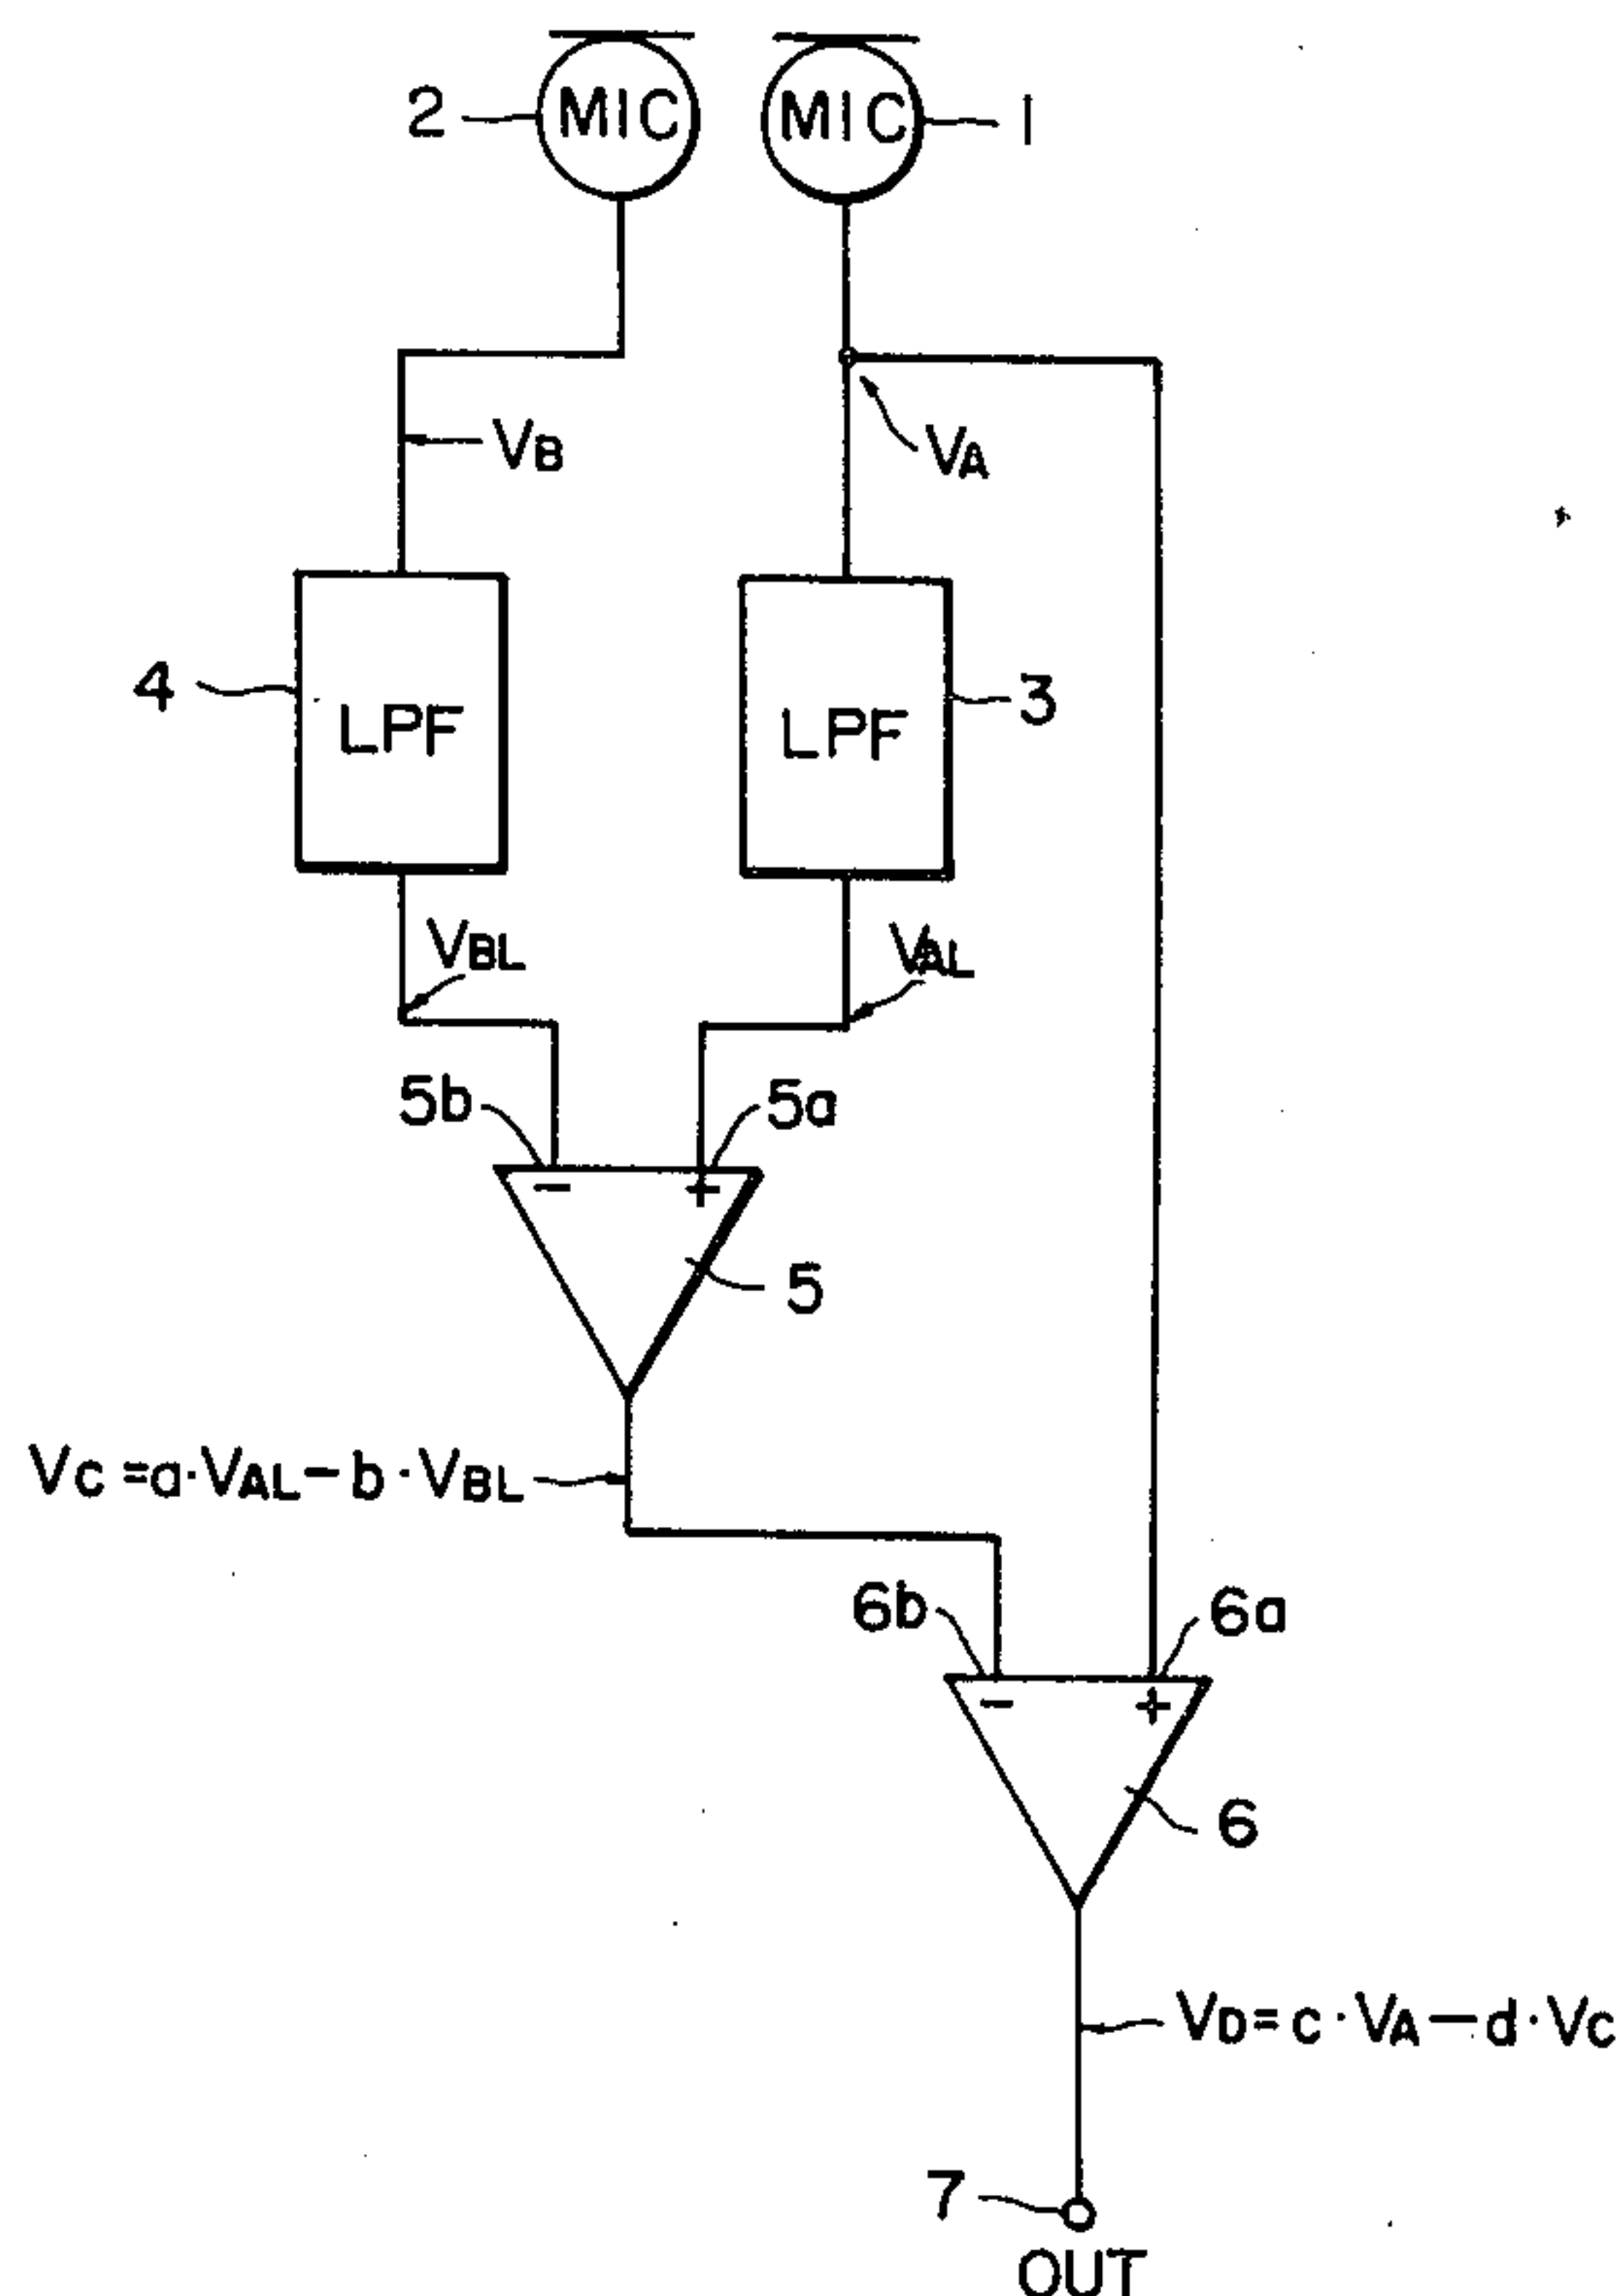 2 MIC MIC 1
VB
VA
4 LPF LPF 3
VBL VAL
5b 5a
- +
5
VC=a·VAL-b·VBL
6b 6a
- +
6
VD=c·VA-d·VC
7
OUT